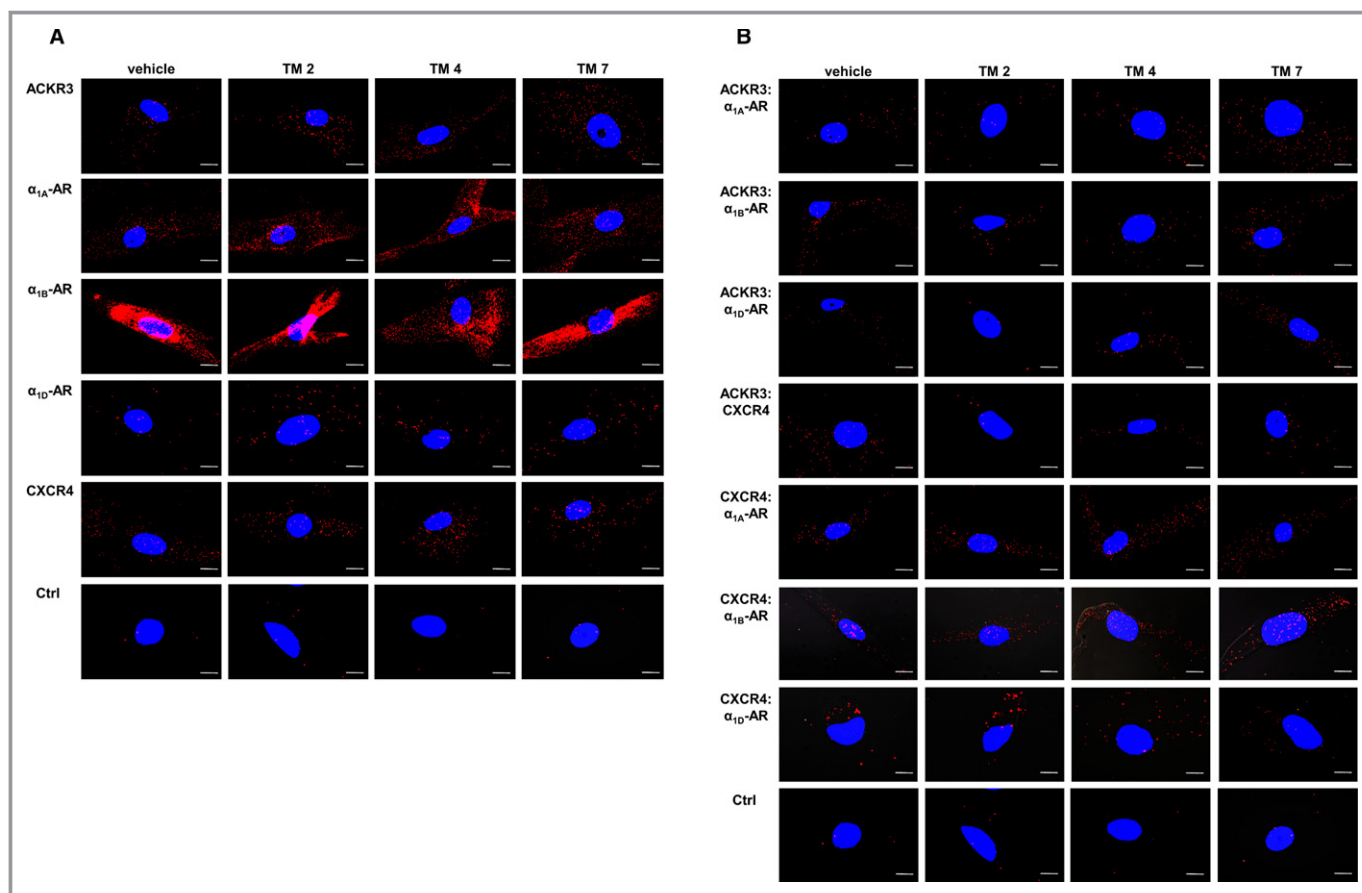 A
vehicle TM 2 TM 4 TM 7
ACKR3
α1A-AR
α1B-AR
α1D-AR
CXCR4
Ctrl
B
vehicle TM 2 TM 4 TM 7
ACKR3:
α1A-AR
ACKR3:
α1B-AR
ACKR3:
α1D-AR
ACKR3:
CXCR4
CXCR4:
α1A-AR
CXCR4:
α1B-AR
CXCR4:
α1D-AR
Ctrl